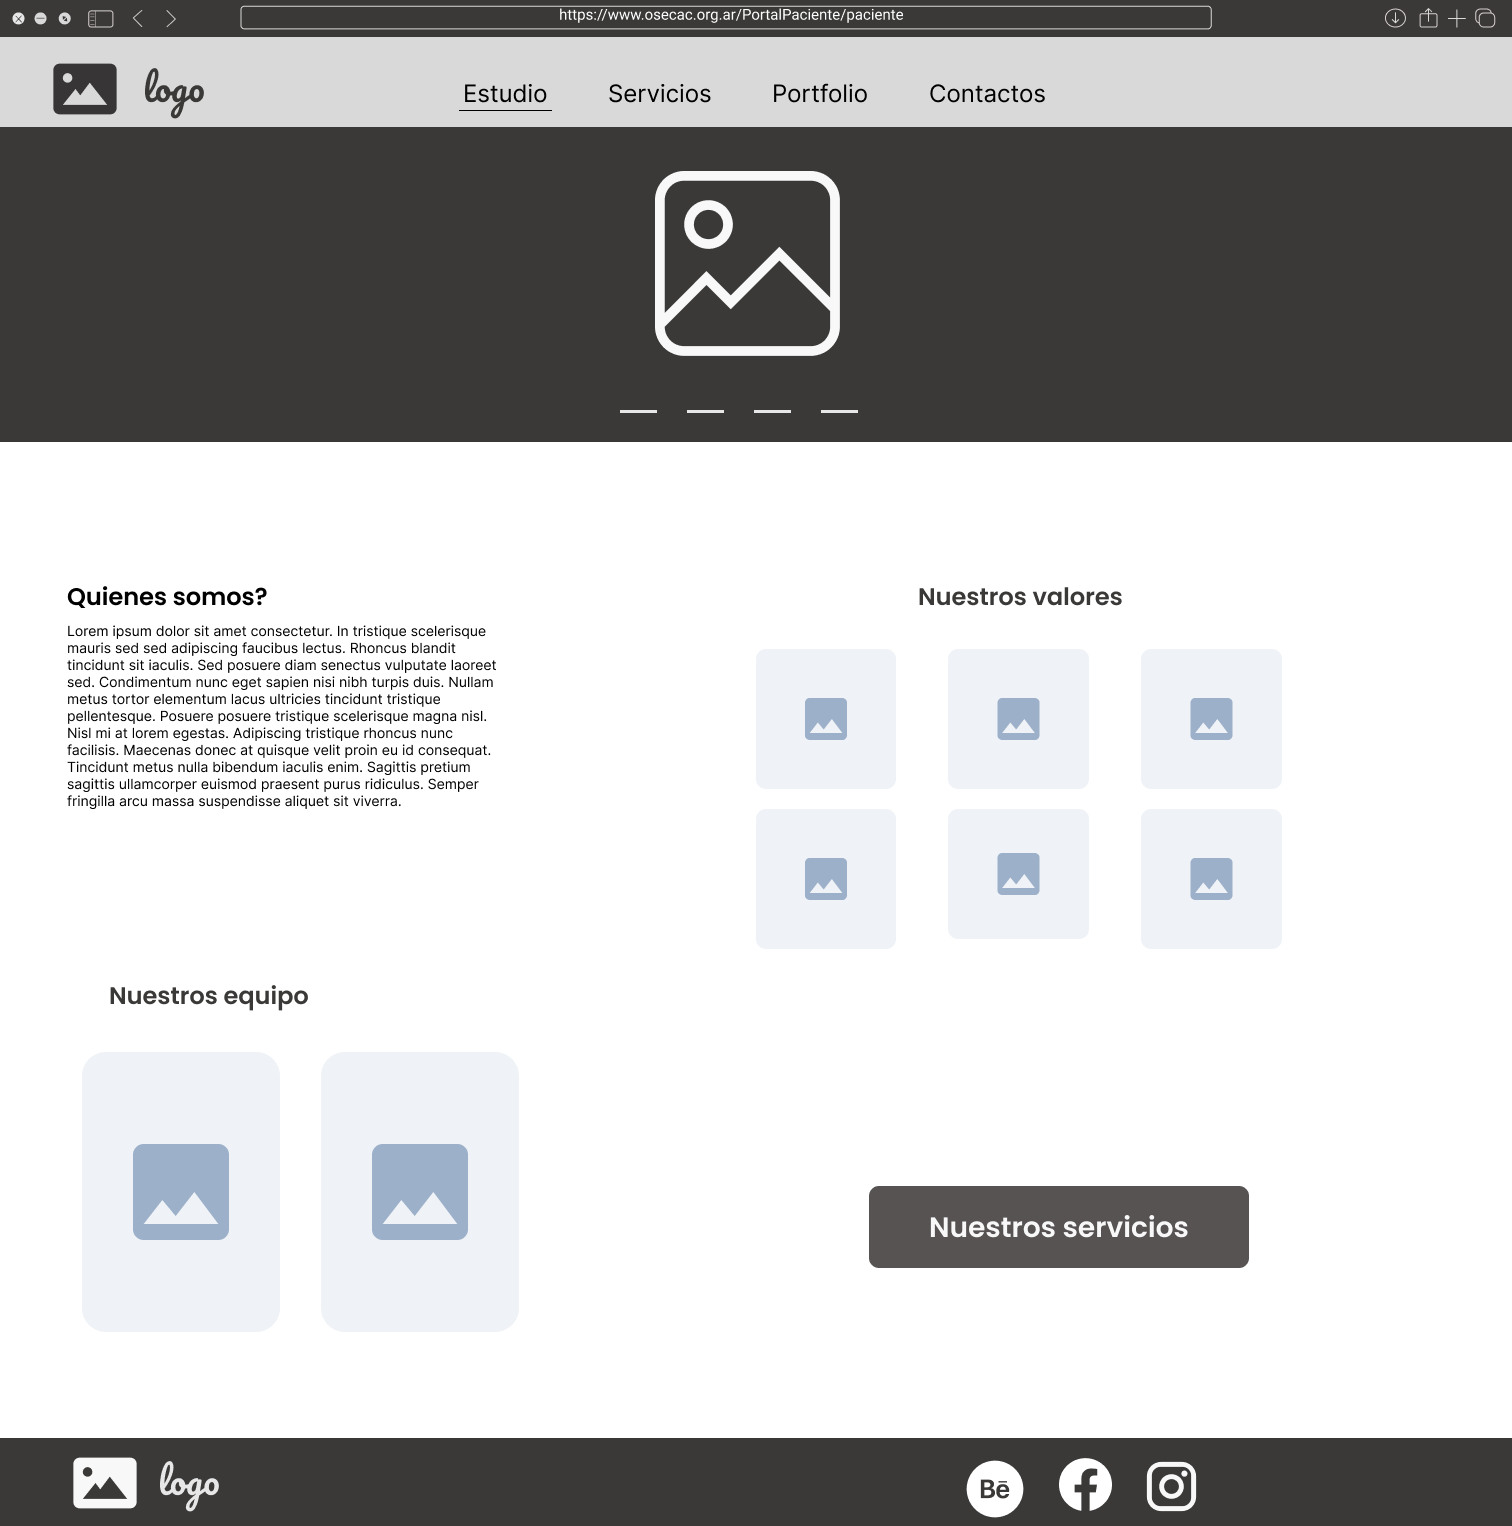 https://www.osecac.org.ar/PortalPaciente/paciente
logo
Estudio
Servicios
Portfolio
Contactos
Quienes somos?
Lorem ipsum dolor sit amet consectetur. In tristique scelerisque
mauris sed sed adipiscing faucibus lectus. Rhoncus blandit
tincidunt sit iaculis. Sed posuere diam senectus vulputate laoreet
sed. Condimentum nunc eget sapien nisi nibh turpis duis. Nullam
metus tortor elementum lacus ultricies tincidunt tristique
pellentesque. Posuere posuere tristique scelerisque magna nisl.
Nisl mi at lorem egestas. Adipiscing tristique rhoncus nunc
facilisis. Maecenas donec at quisque velit proin eu id consequat.
Tincidunt metus nulla bibendum iaculis enim. Sagittis pretium
sagittis ullamcorper euismod praesent purus ridiculus. Semper
fringilla arcu massa suspendisse aliquet sit viverra.
Nuestros valores
Nuestros equipo
Nuestros servicios
logo
Bē